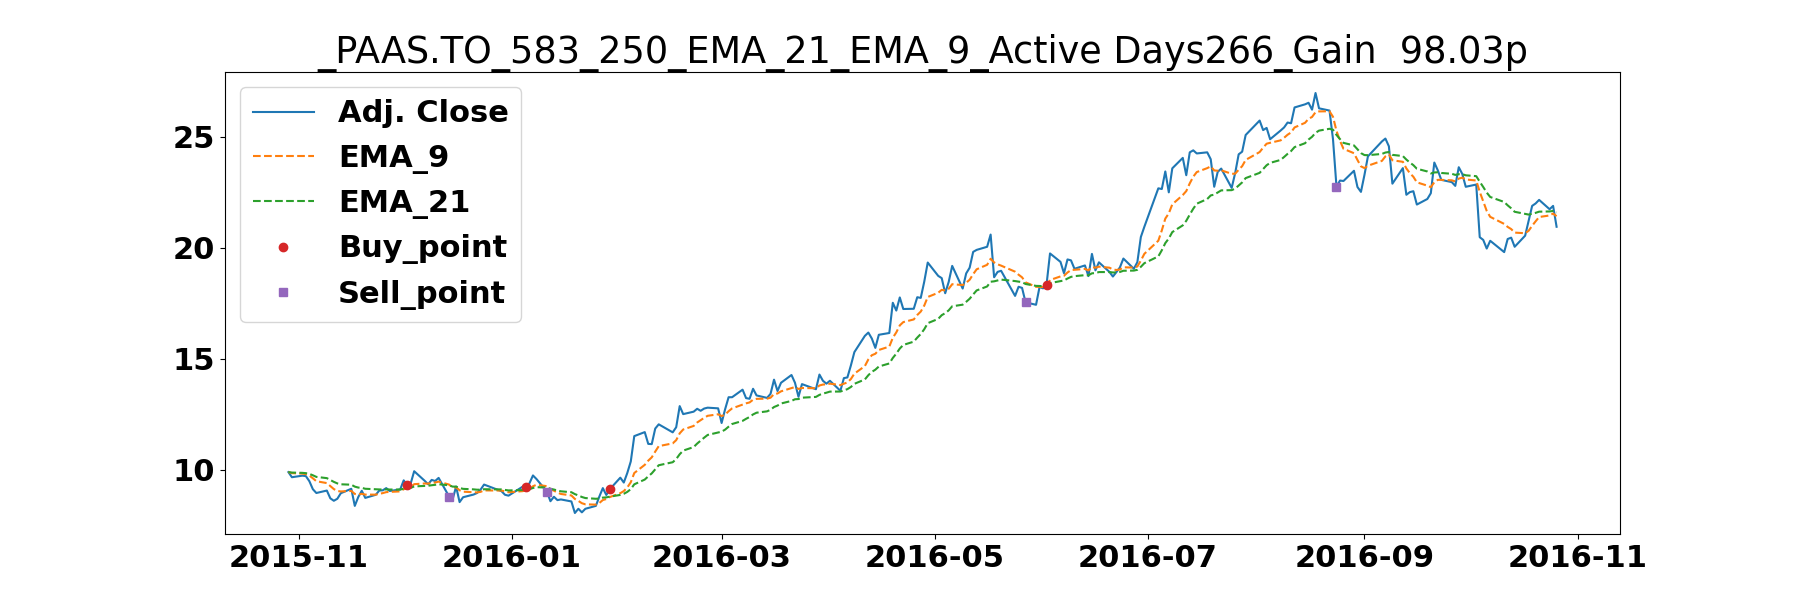 _PAAS.TO_583_250_EMA_21_EMA_9_Active Days266_Gain  98.03p
Adj. Close
EMA_9
EMA_21
Buy_point
Sell_point
25
20
15
10
2015-11 2016-01 2016-03 2016-05 2016-07 2016-09 2016-11